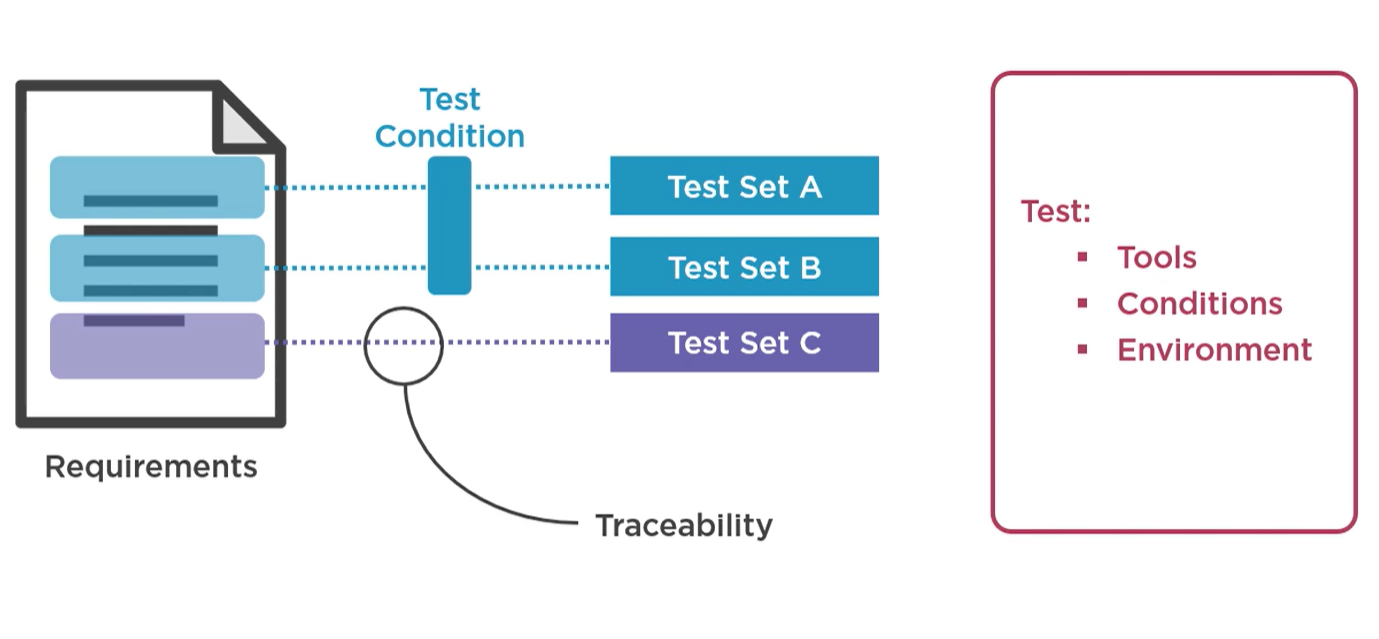 Test
Condition
Test Set A
Test Set B
Test Set C
Requirements
Traceability
Test:
▪ Tools
▪ Conditions
▪ Environment